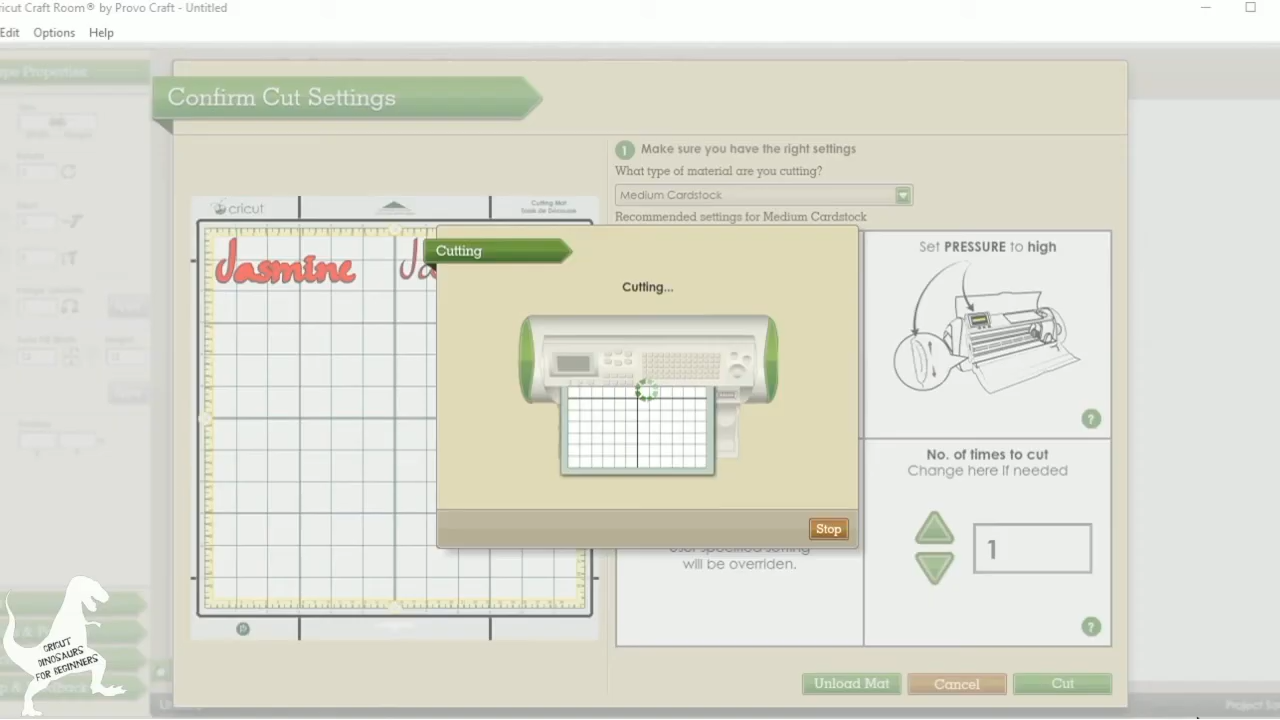 ricut Craft Room® by Provo Craft - Untitled
Edit Options Help
Confirm Cut Settings
1 Make sure you have the right settings
What type of material are you cutting?
Medium Cardstock
Recommended settings for Medium Cardstock
cricut
Cutting Mat
Jasmine
Ja
Cutting
Cutting...
Stop
Set PRESSURE to high
?
No. of times to cut
Change here if needed
1
?
will be overriden.
Unload Mat Cancel Cut
CRICUT
DINOSAURS
FOR BEGINNERS